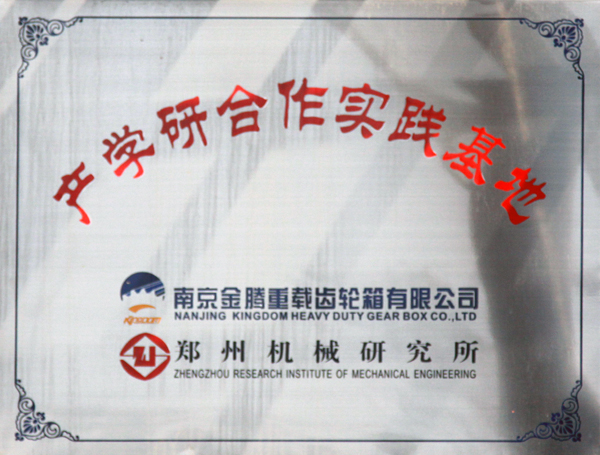 产学研合作实践基地
KINGDOM
南京金腾重载齿轮箱有限公司
NANJING KINGDOM HEAVY DUTY GEAR BOX CO.,LTD
郑州机械研究所
ZHENGZHOU RESEARCH INSTITUTE OF MECHANICAL ENGINEERING